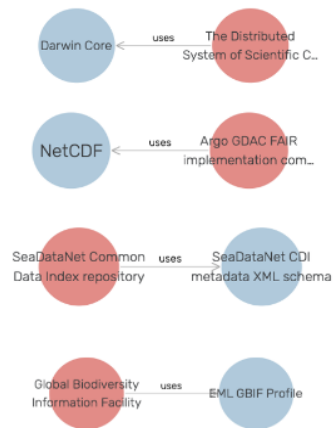 Darwin Core
uses
The Distributed
System of Scientific C...
NetCDF
uses
Argo GDAC FAIR
implementation com...
SeaDataNet Common
Data Index repository
uses
SeaDataNet CDI
metadata XML schema
Global Biodiversity
Information Facility
uses
EML GBIF Profile